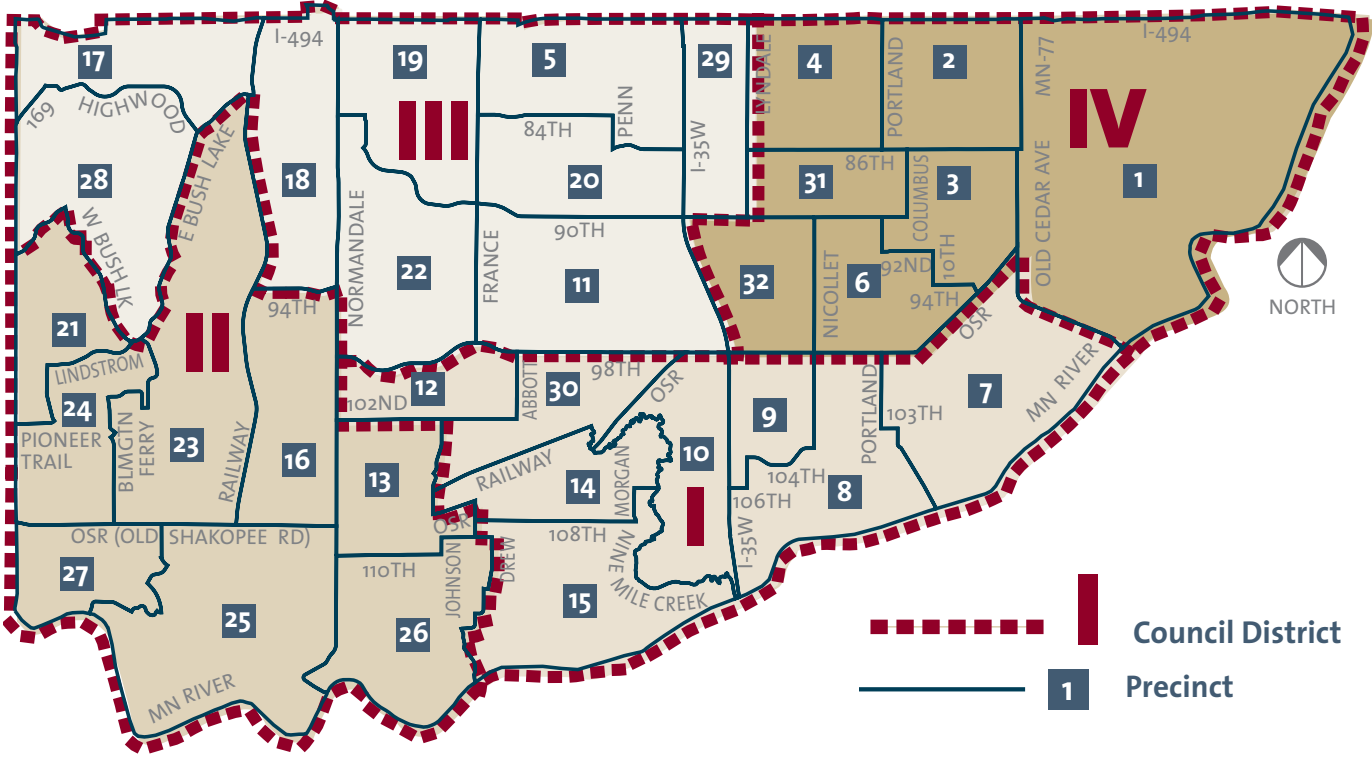 I-494
I-494
17
19
5
29
4
2
LYNDALE
PORTLAND
MN-77
IV
III
169
HIGHWOOD
84TH
PENN
I-35W
86TH
E BUSH LAKE
28
18
20
31
COLUMBUS
3
1
W BUSH LK
NORMANDALE
FRANCE
90TH
OLD CEDAR AVE
22
11
32
NICOLLET
6
92ND
10TH
94TH
OSR
NORTH
21
II
94TH
LINDSTROM
12
102ND
ABBOTT
30
98TH
OSR
PORTLAND
7
MN RIVER
24
PIONEER
TRAIL
BLMGTN
FERRY
23
RAILWAY
16
13
RAILWAY
14
MORGAN
10
9
103RD
104TH
106TH
8
I
I-35W
OSR (OLD SHAKOPEE RD)
OSR
108TH
NINE MILE CREEK
27
110TH
JOHNSON
DREW
15
25
26
MN RIVER
Council District
1
Precinct